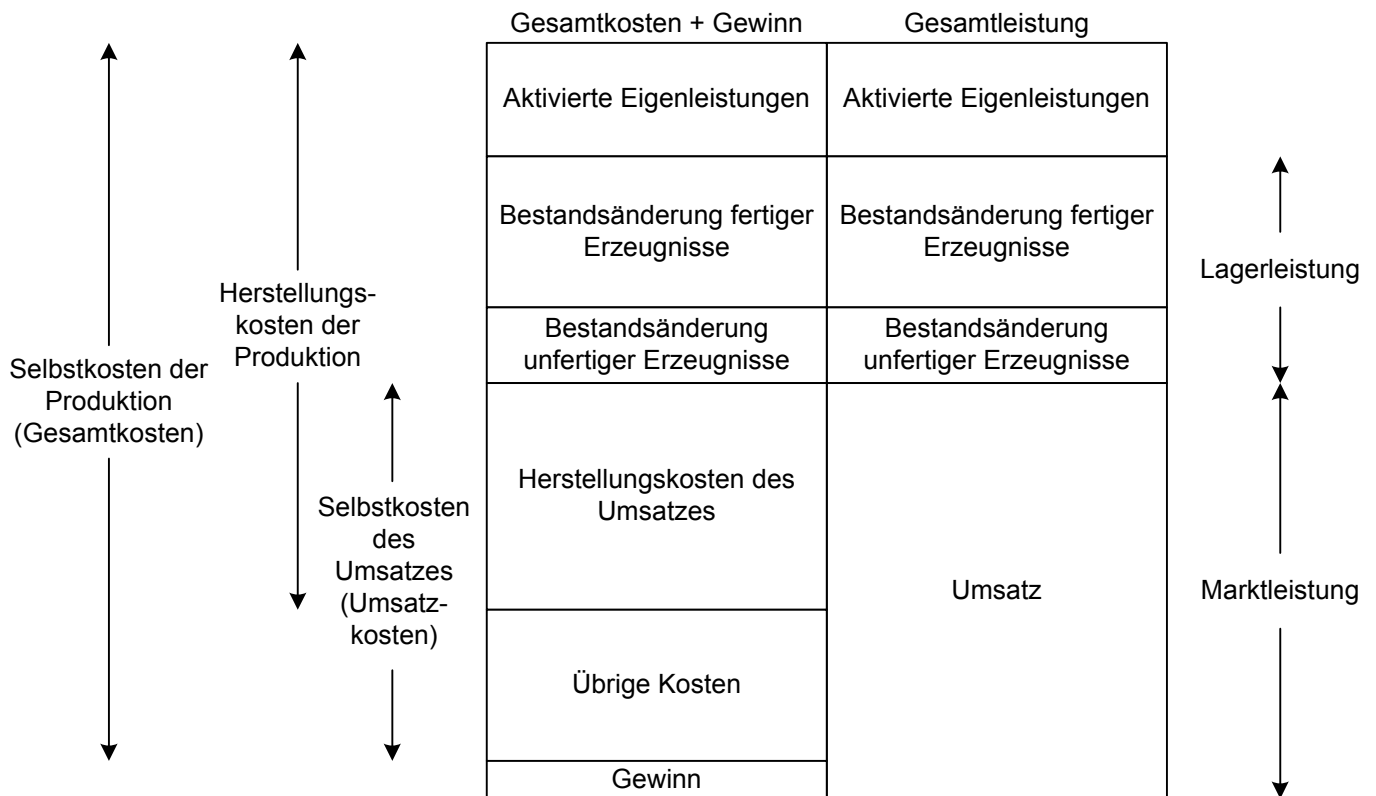 Gesamtkosten + Gewinn
Gesamtleistung
Aktivierte Eigenleistungen
Aktivierte Eigenleistungen
Bestandsänderung fertiger
Erzeugnisse
Bestandsänderung fertiger
Erzeugnisse
Lagerleistung
Herstellungs-
kosten der
Produktion
Bestandsänderung
unfertiger Erzeugnisse
Bestandsänderung
unfertiger Erzeugnisse
Selbstkosten der
Produktion
(Gesamtkosten)
Herstellungskosten des
Umsatzes
Selbstkosten
des
Umsatzes
(Umsatz-
kosten)
Umsatz
Marktleistung
Übrige Kosten
Gewinn